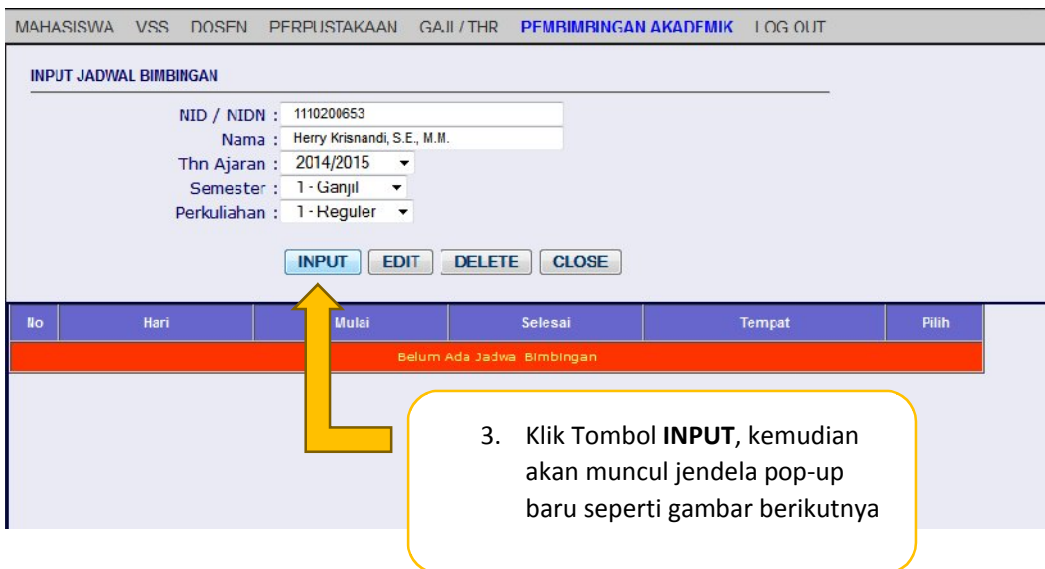 MAHASISWA VSS DOSEN PERPUSTAKAAN GAJI / THR PEMBIMBINGAN AKADEMIK LOG OUT
INPUT JADWAL BIMBINGAN
NID / NIDN : 1110200653
Nama : Herry Krisnandi, S.E., M.M.
Thn Ajaran : 2014/2015
Semester : 1 - Ganjil
Perkuliahan : 1 - Reguler
INPUT EDIT DELETE CLOSE
No Hari Mulai Selesai Tempat Pilih
Belum Ada Jadwal Bimbingan
3. Klik Tombol INPUT, kemudian
akan muncul jendela pop-up
baru seperti gambar berikutnya